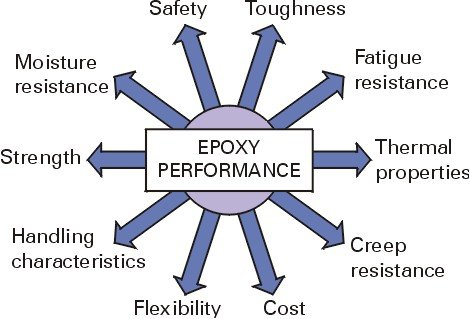 Safety
Toughness
Moisture
resistance
Fatigue
resistance
Strength
EPOXY
PERFORMANCE
Thermal
properties
Handling
characteristics
Creep
resistance
Flexibility
Cost